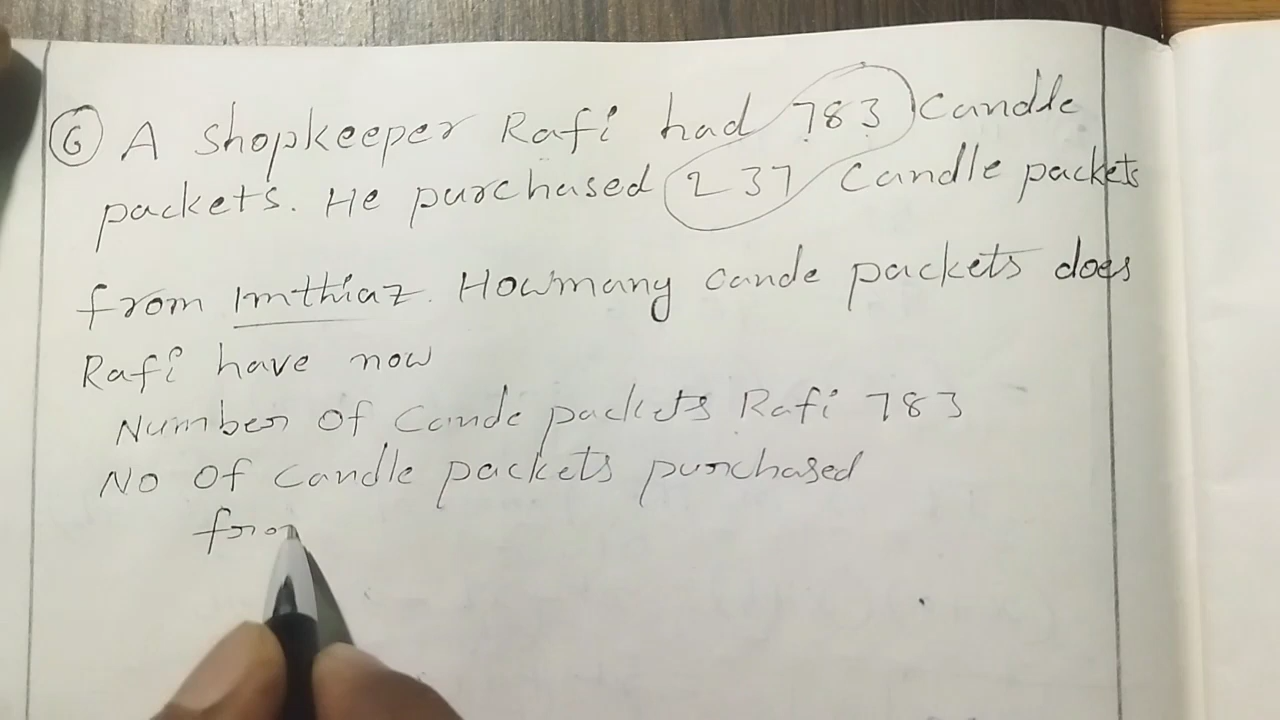 6 A Shopkeeper Rafi had 783 Candle
packets. He purchased 237 Candle packets
from Imthiaz. Howmany cande packets does
Rafi have now
Number of Cande packets Rafi 783
No Of Candle packets purchased
fro